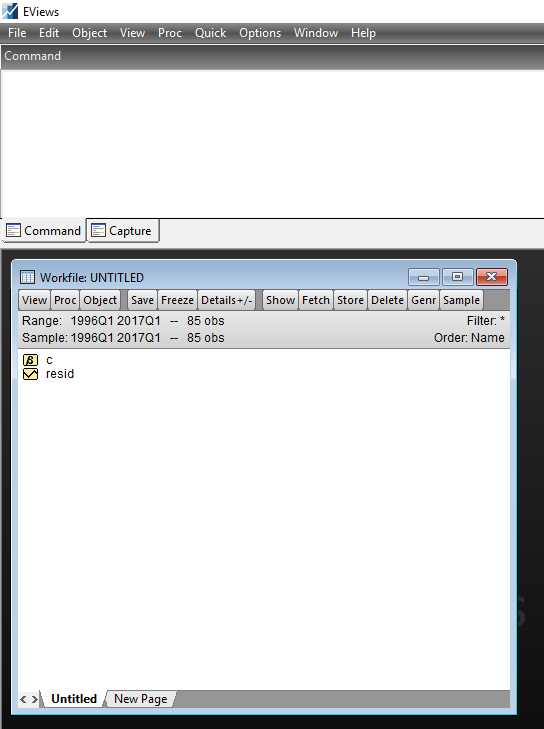 EViews
File Edit Object View Proc Quick Options Window Help
Command
Command Capture
Workfile: UNTITLED
View Proc Object Save Freeze Details+/- Show Fetch Store Delete Genr Sample
Range: 1996Q1 2017Q1 -- 85 obs Filter: *
Sample: 1996Q1 2017Q1 -- 85 obs Order: Name
β c
resid
< > Untitled New Page